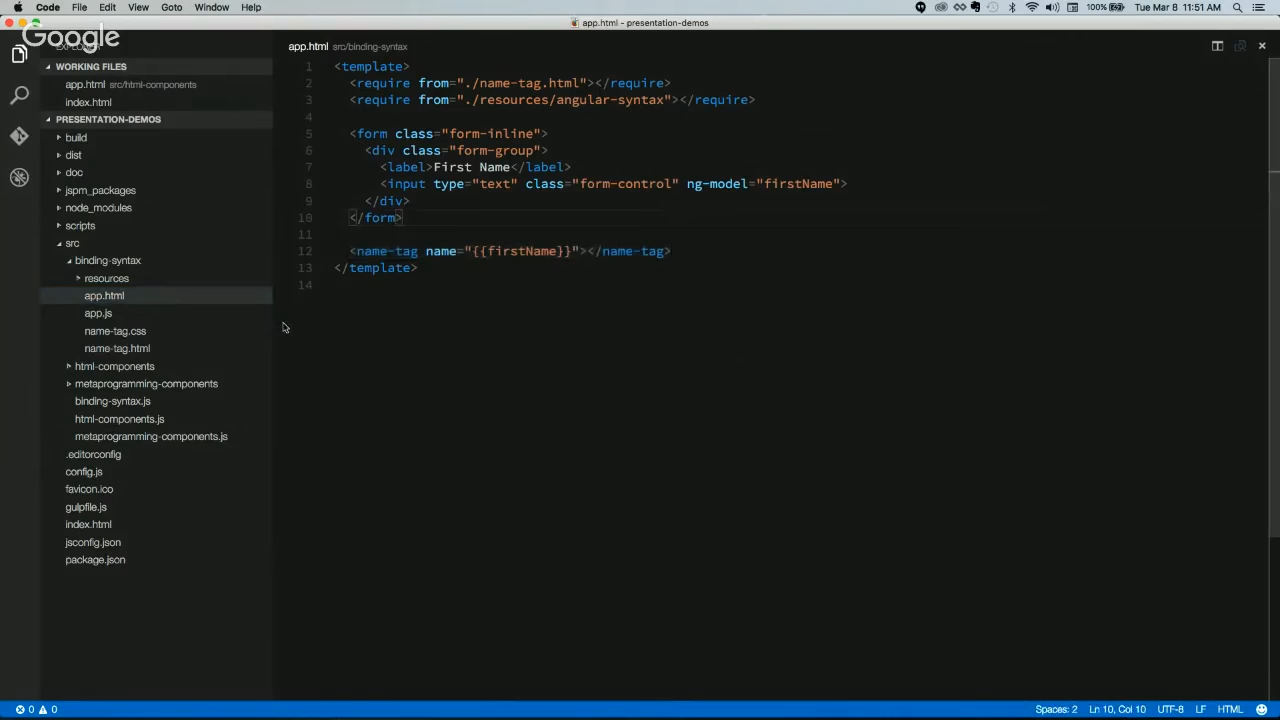 Code File Edit View Goto Window Help 100% Tue Mar 8 11:51 AM
app.html - presentation-demos
Google
WORKING FILES
app.html src/html-components
index.html
PRESENTATION-DEMOS
build
dist
doc
jspm_packages
node_modules
scripts
src
binding-syntax
resources
app.html
app.js
name-tag.css
name-tag.html
html-components
metaprogramming-components
binding-syntax.js
html-components.js
metaprogramming-components.js
.editorconfig
config.js
favicon.ico
gulpfile.js
index.html
jsconfig.json
package.json
app.html src/binding-syntax
1 <template>
2 <require from="./name-tag.html"></require>
3 <require from="./resources/angular-syntax"></require>
4
5 <form class="form-inline">
6 <div class="form-group">
7 <label>First Name</label>
8 <input type="text" class="form-control" ng-model="firstName">
9 </div>
10 </form>
11
12 <name-tag name="{{firstName}}"></name-tag>
13 </template>
14
0 0 Spaces: 2 Ln 10, Col 10 UTF-8 LF HTML